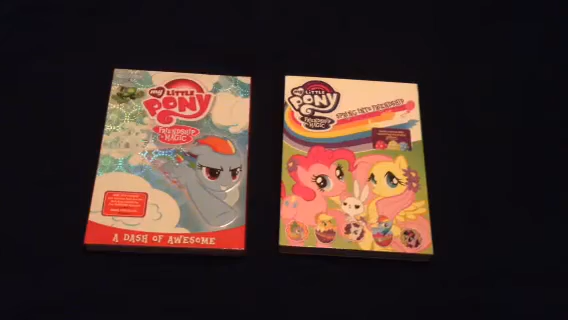 my LITTLE
PONY
FRIENDSHIP
IS MAGIC
A DASH OF AWESOME
my LITTLE
PONY
FRIENDSHIP
IS MAGIC
SPRING INTO FRIENDSHIP